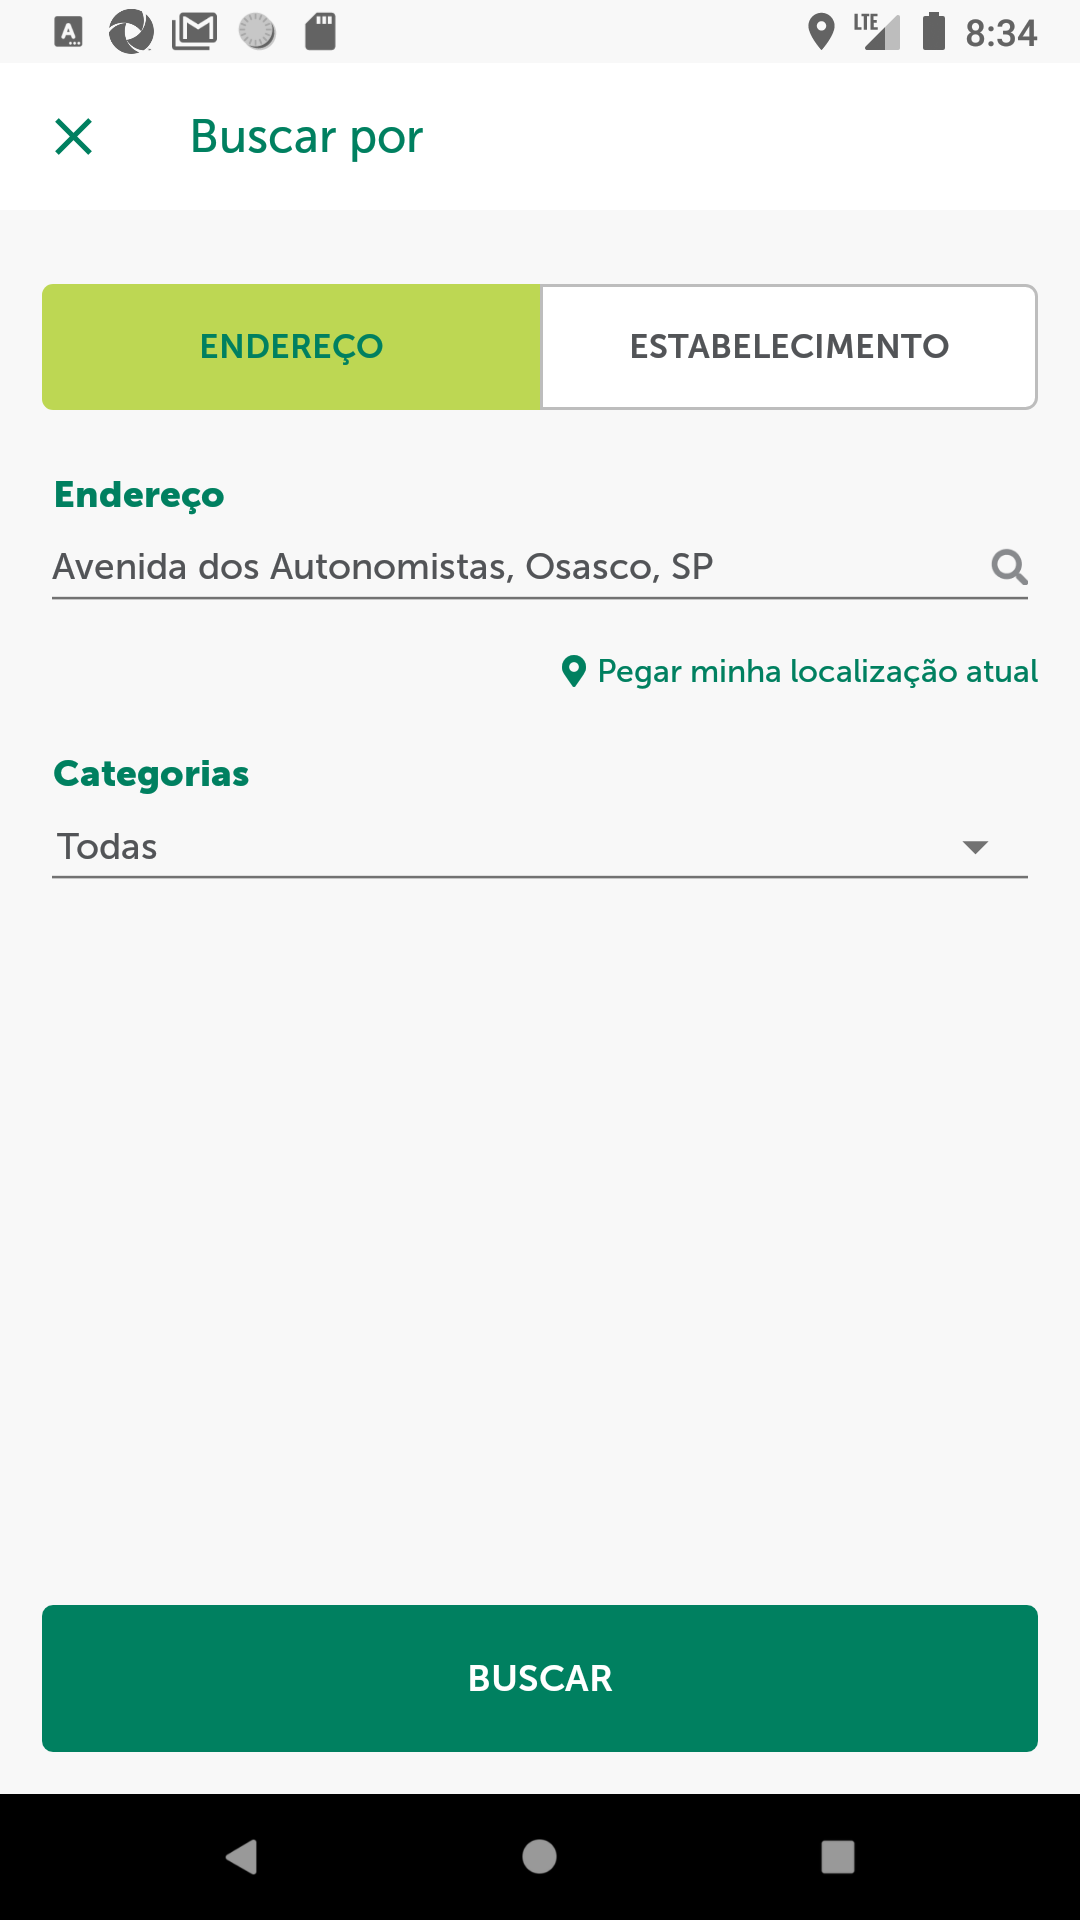 LTE 8:34
Buscar por
ENDEREÇO ESTABELECIMENTO
Endereço
Avenida dos Autonomistas, Osasco, SP
Pegar minha localização atual
Categorias
Todas
BUSCAR